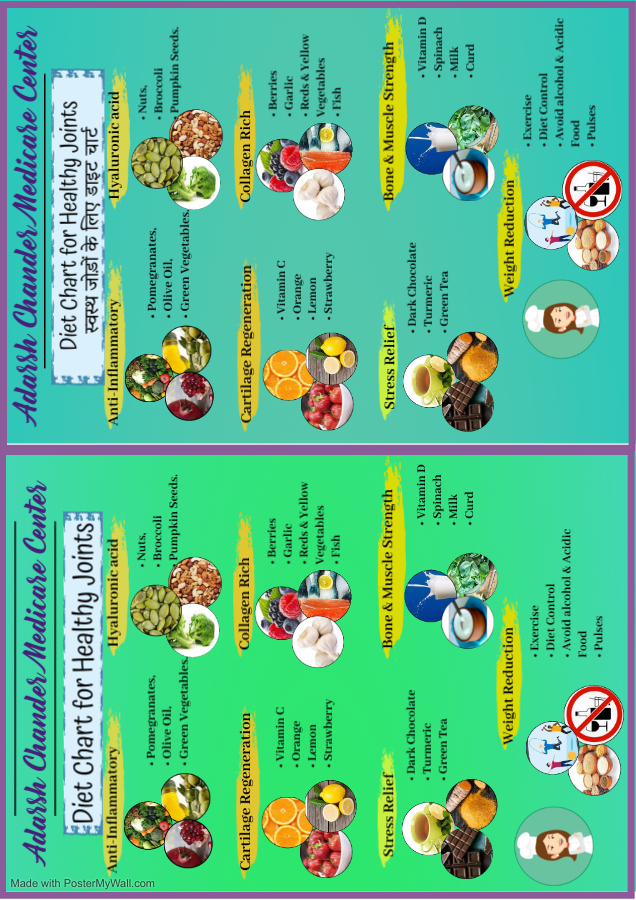 Adarsh Chander Medicare Center
Diet Chart for Healthy Joints
स्वस्थ जोड़ों के लिए डाइट चार्ट
Anti-Inflammatory
• Pomegranates,
• Olive Oil,
• Green Vegetables.
Hyaluronic acid
• Nuts,
• Broccoli
Pumpkin Seeds.
Cartilage Regeneration
• Vitamin C
• Orange
• Lemon
• Strawberry
Collagen Rich
• Berries
• Garlic
• Reds & Yellow
Vegetables
• Fish
Stress Relief
• Dark Chocolate
• Turmeric
• Green Tea
Bone & Muscle Strength
• Vitamin D
• Spinach
• Milk
• Curd
Weight Reduction
• Exercise
• Diet Control
• Avoid alcohol & Acidic
Food
• Pulses
Adarsh Chander Medicare Center
Diet Chart for Healthy Joints
Anti-Inflammatory
• Pomegranates,
• Olive Oil,
• Green Vegetables.
Hyaluronic acid
• Nuts,
• Broccoli
Pumpkin Seeds.
Cartilage Regeneration
• Vitamin C
• Orange
• Lemon
• Strawberry
Collagen Rich
• Berries
• Garlic
• Reds & Yellow
Vegetables
• Fish
Stress Relief
• Dark Chocolate
• Turmeric
• Green Tea
Bone & Muscle Strength
• Vitamin D
• Spinach
• Milk
• Curd
Weight Reduction
• Exercise
• Diet Control
• Avoid alcohol & Acidic
Food
• Pulses
Made with PosterMyWall.com